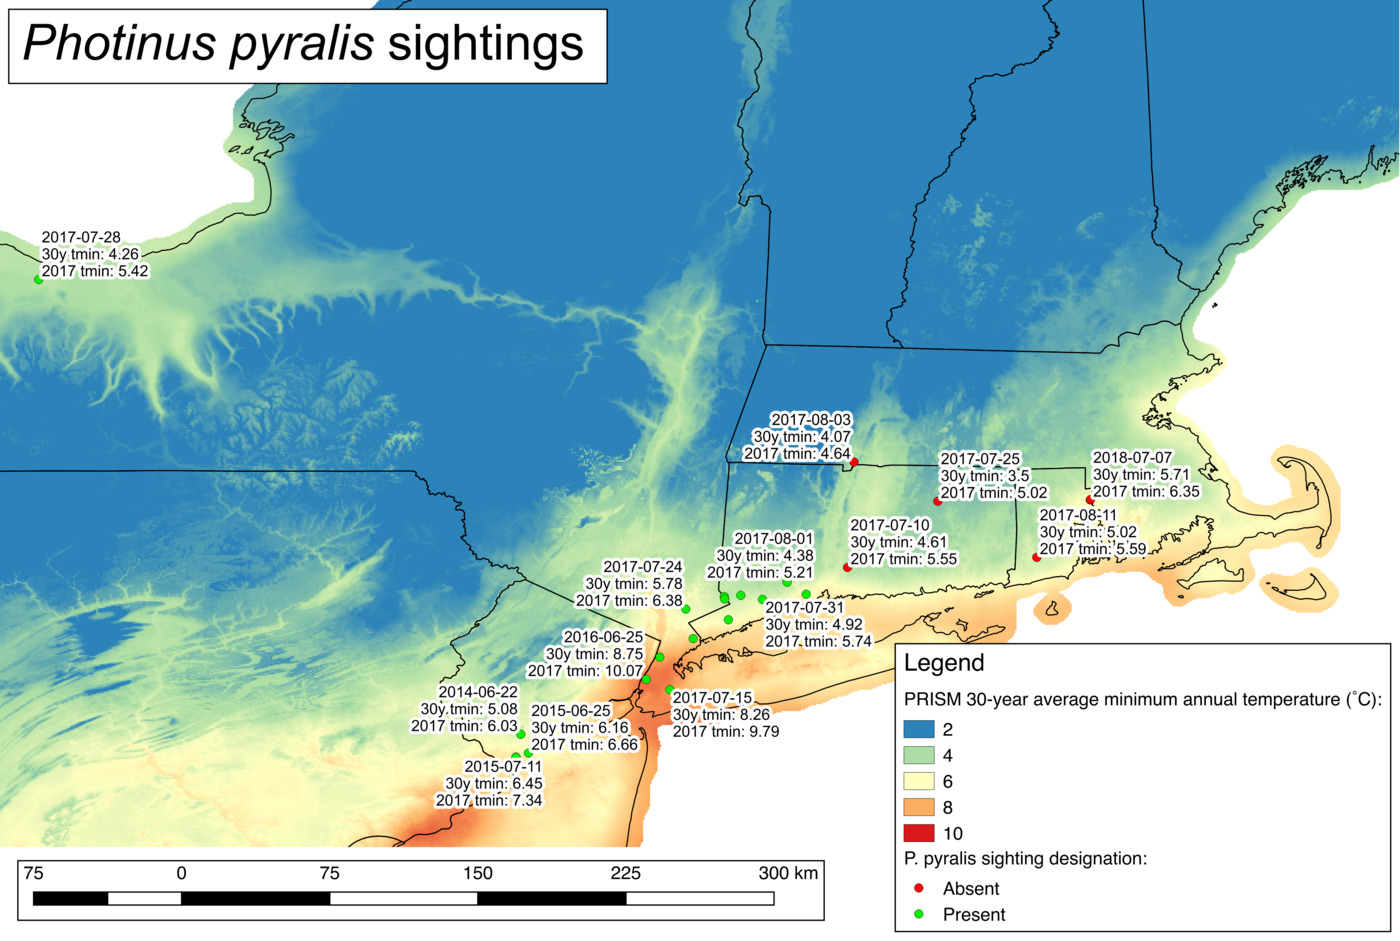 Photinus pyralis sightings
2017-07-28
30y tmin: 4.26
2017 tmin: 5.42
2017-08-03
30y tmin: 4.07
2017 tmin: 4.64
2017-07-25
30y tmin: 3.5
2017 tmin: 5.02
2018-07-07
30y tmin: 5.71
2017 tmin: 6.35
2017-08-11
30y tmin: 5.02
2017 tmin: 5.59
2017-07-10
30y tmin: 4.61
2017 tmin: 5.55
2017-08-01
30y tmin: 4.38
2017 tmin: 5.21
2017-07-24
30y tmin: 5.78
2017 tmin: 6.38
2017-07-31
30y tmin: 4.92
2017 tmin: 5.74
2016-06-25
30y tmin: 8.75
2017 tmin: 10.07
2014-06-22
30y tmin: 5.08
2017 tmin: 6.03
2015-06-25
30y tmin: 6.16
2017 tmin: 6.66
2017-07-15
30y tmin: 8.26
2017 tmin: 9.79
2015-07-11
30y tmin: 6.45
2017 tmin: 7.34
Legend
PRISM 30-year average minimum annual temperature (˚C):
2
4
6
8
10
P. pyralis sighting designation:
Absent
Present
75 0 75 150 225 300 km